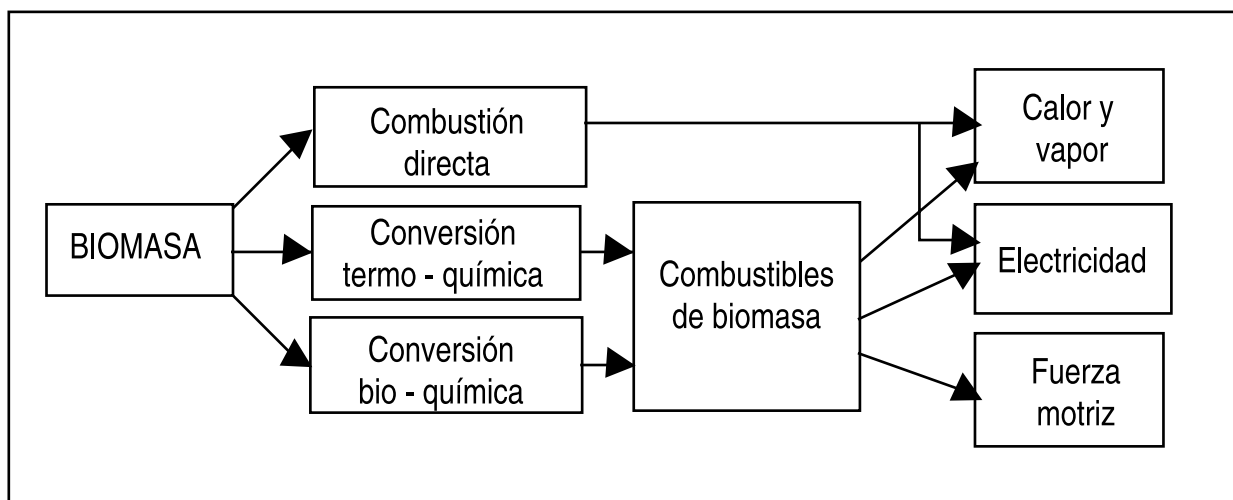 BIOMASA
Combustión
directa
Conversión
termo - química
Conversión
bio - química
Combustibles
de biomasa
Calor y
vapor
Electricidad
Fuerza
motriz